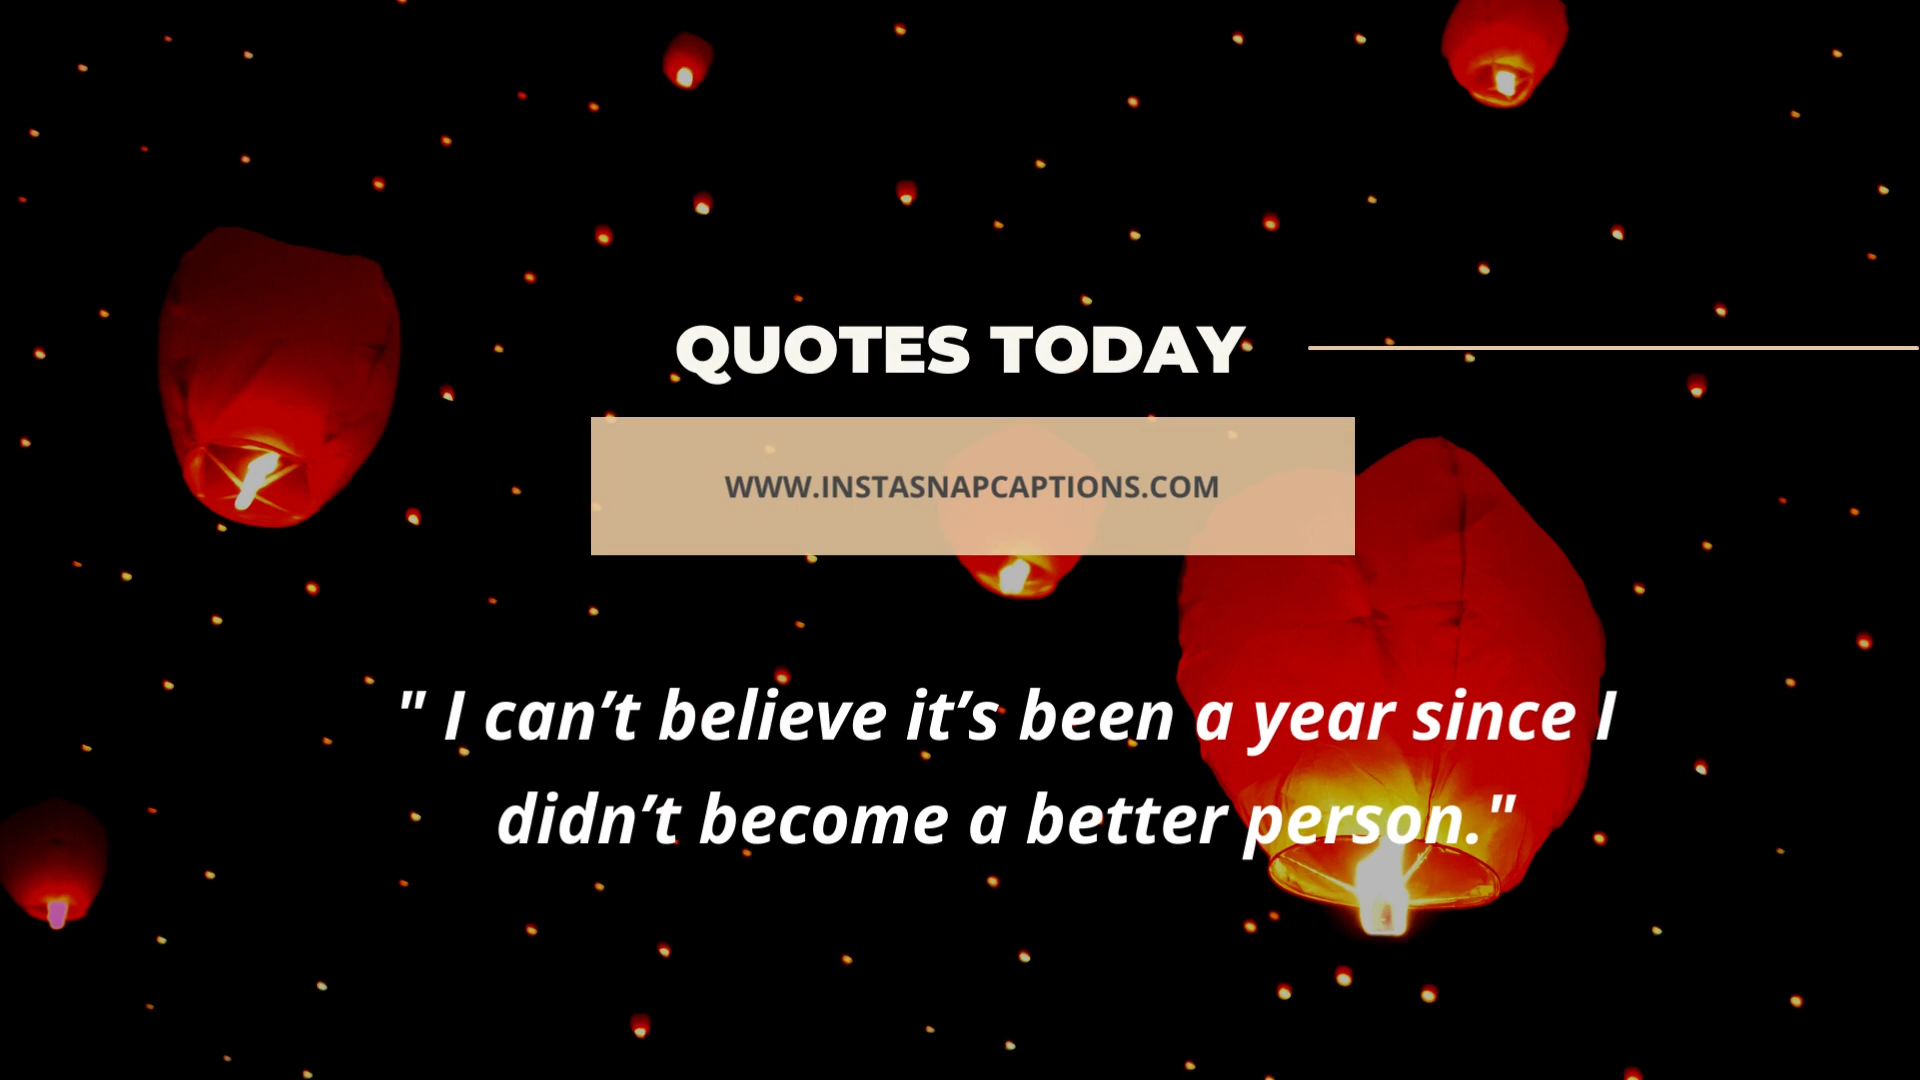 QUOTES TODAY
WWW.INSTASNAPCAPTIONS.COM
" I can’t believe it’s been a year since I
didn’t become a better person."